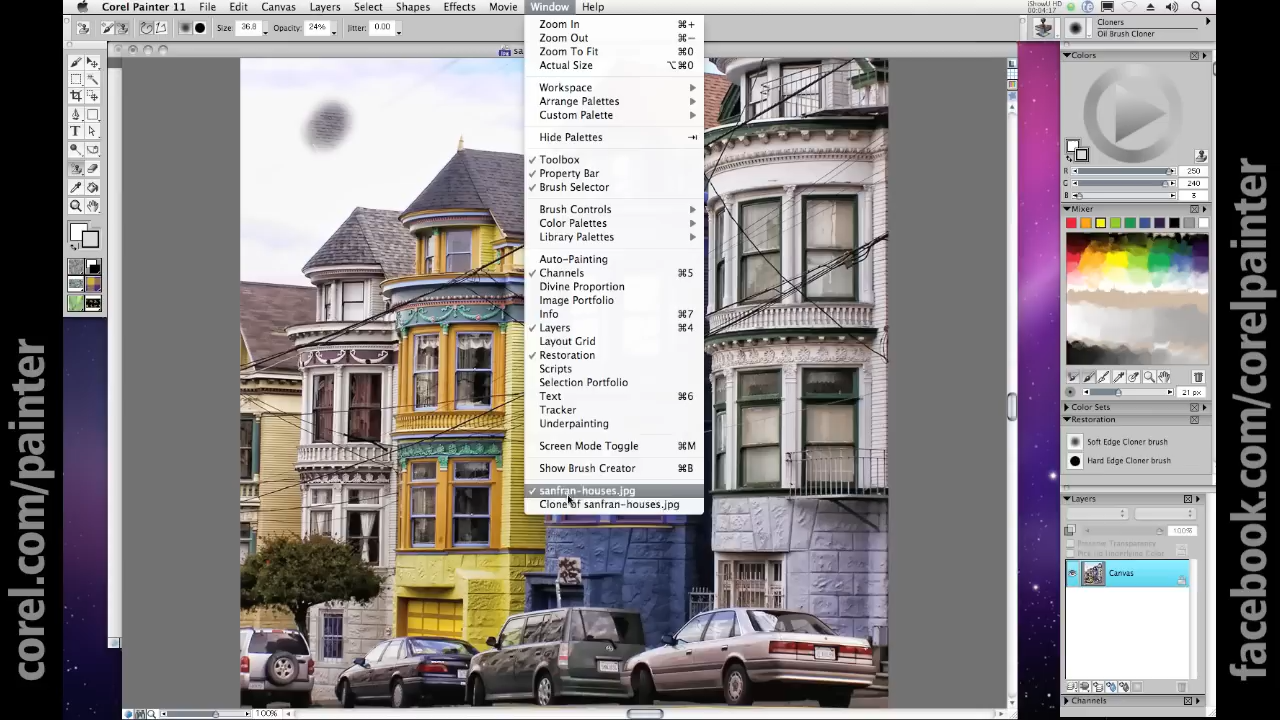 Corel Painter 11 File Edit Canvas Layers Select Shapes Effects Movie Window Help
iShowU HD
00:04:17
Size: 36.8 Opacity: 24% Jitter: 0.00
Cloners
Oil Brush Cloner
Zoom In ⌘+
Zoom Out ⌘−
Zoom To Fit ⌘0
Actual Size ⌥⌘0
Workspace
Arrange Palettes
Custom Palette
Hide Palettes
Toolbox
Property Bar
Brush Selector
Brush Controls
Color Palettes
Library Palettes
Auto-Painting
Channels ⌘5
Divine Proportion
Image Portfolio
Info ⌘7
Layers ⌘4
Layout Grid
Restoration
Scripts
Selection Portfolio
Text ⌘6
Tracker
Underpainting
Screen Mode Toggle ⌘M
Show Brush Creator ⌘B
sanfran-houses.jpg
Clone of sanfran-houses.jpg
Colors
R 250
G 240
B 3
Mixer
21 px
Color Sets
Restoration
Soft Edge Cloner brush
Hard Edge Cloner brush
Layers
100%
Preserve Transparency
Pick Up Underlying Color
Canvas
Channels
100%
corel.com/painter
facebook.com/corelpainter